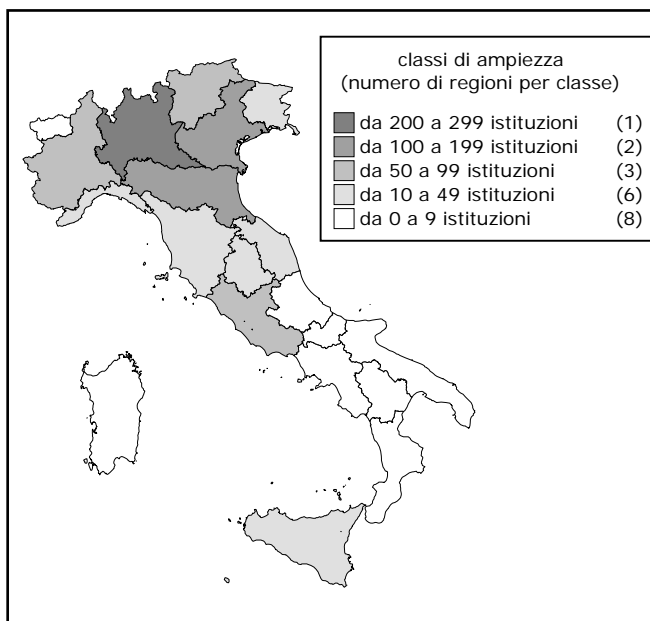 classi di ampiezza
(numero di regioni per classe)
da 200 a 299 istituzioni (1)
da 100 a 199 istituzioni (2)
da 50 a 99 istituzioni (3)
da 10 a 49 istituzioni (6)
da 0 a 9 istituzioni (8)